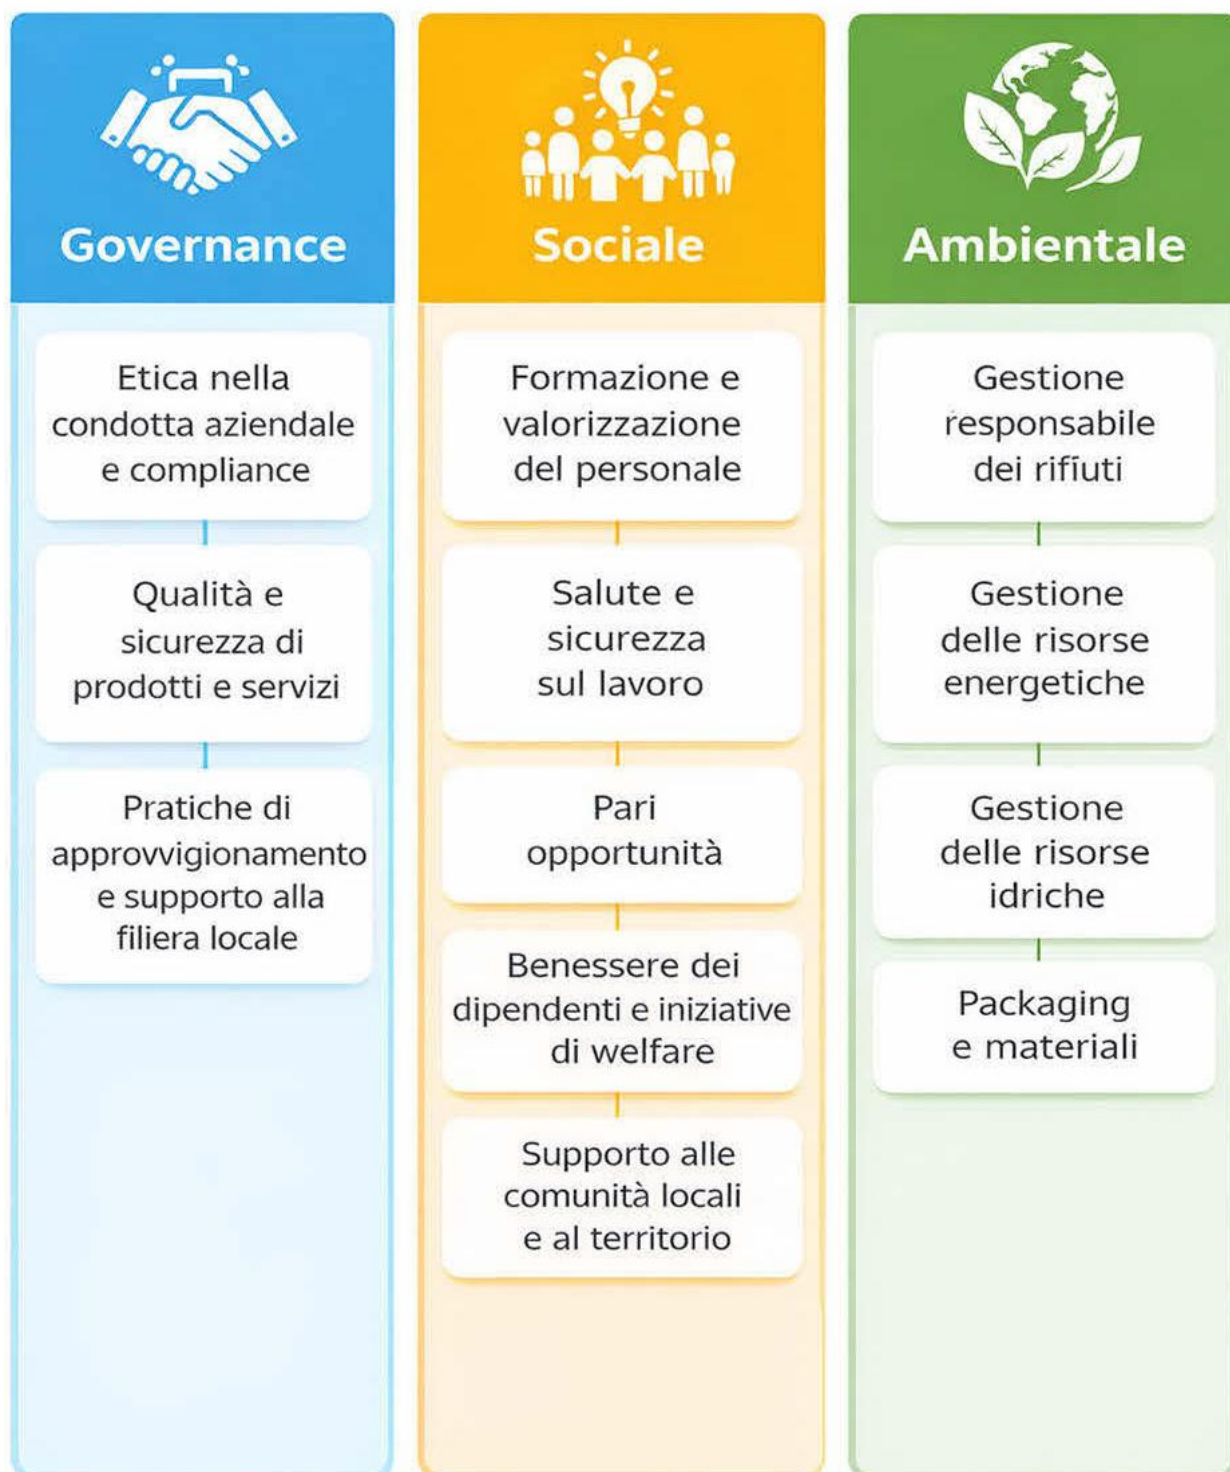 Governance
Etica nella
condotta aziendale
e compliance
Qualità e
sicurezza di
prodotti e servizi
Pratiche di
approvvigionamento
e supporto alla
filiera locale
Sociale
Formazione e
valorizzazione
del personale
Salute e
sicurezza
sul lavoro
Pari
opportunità
Benessere dei
dipendenti e iniziative
di welfare
Supporto alle
comunità locali
e al territorio
Ambientale
Gestione
responsabile
dei rifiuti
Gestione
delle risorse
energetiche
Gestione
delle risorse
idriche
Packaging
e materiali